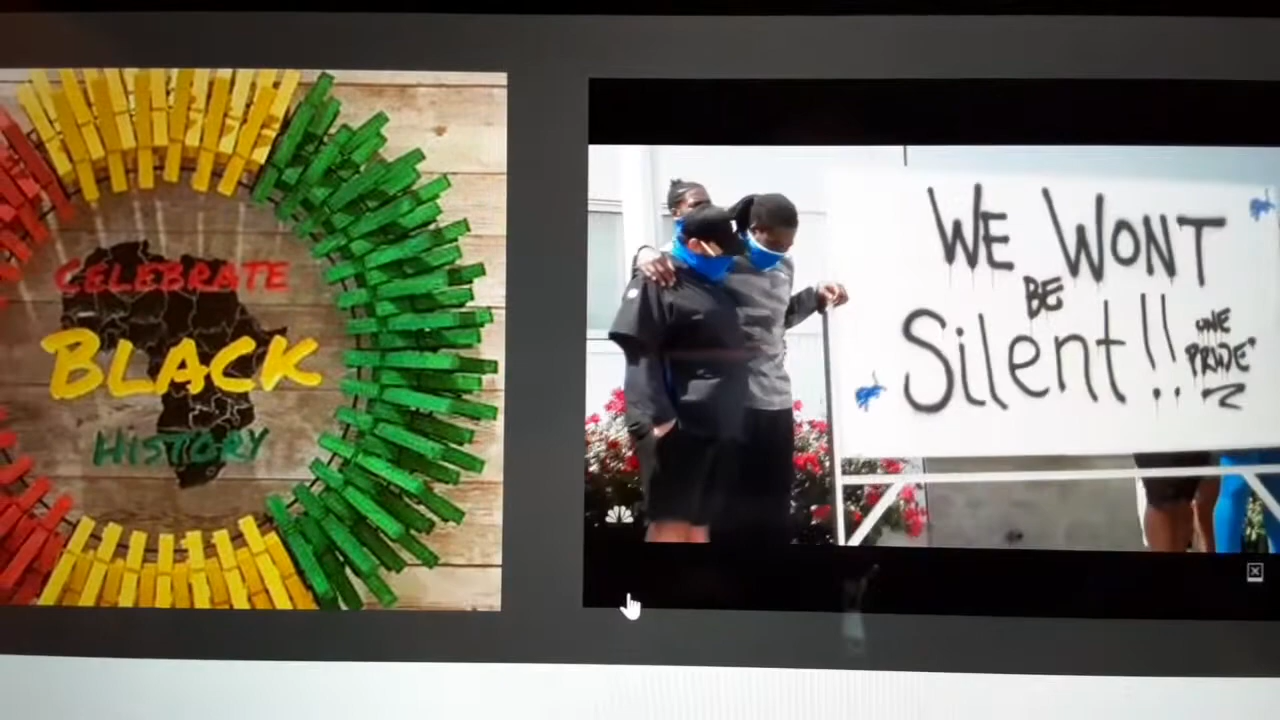 CELEBRATE
BLACK
HISTORY
WE WONT
BE
Silent!!
ONE
PRIDE